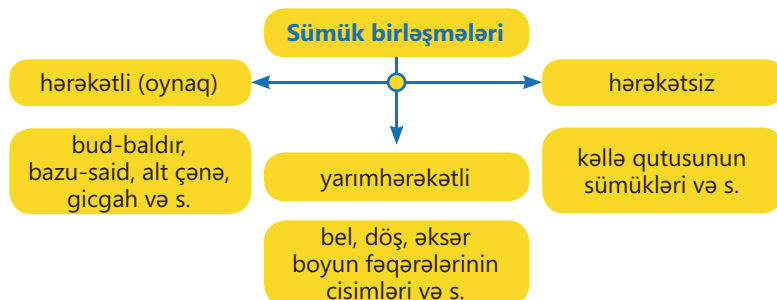 Sümük birləşmələri
hərəkətli (oynaq)
hərəkətsiz
bud-baldır,
bazu-said, alt çənə,
gicgah və s.
yarımhərəkətli
kəllə qutusunun
sümükləri və s.
bel, döş, əksər
boyun fəqərələrinin
cisimləri və s.